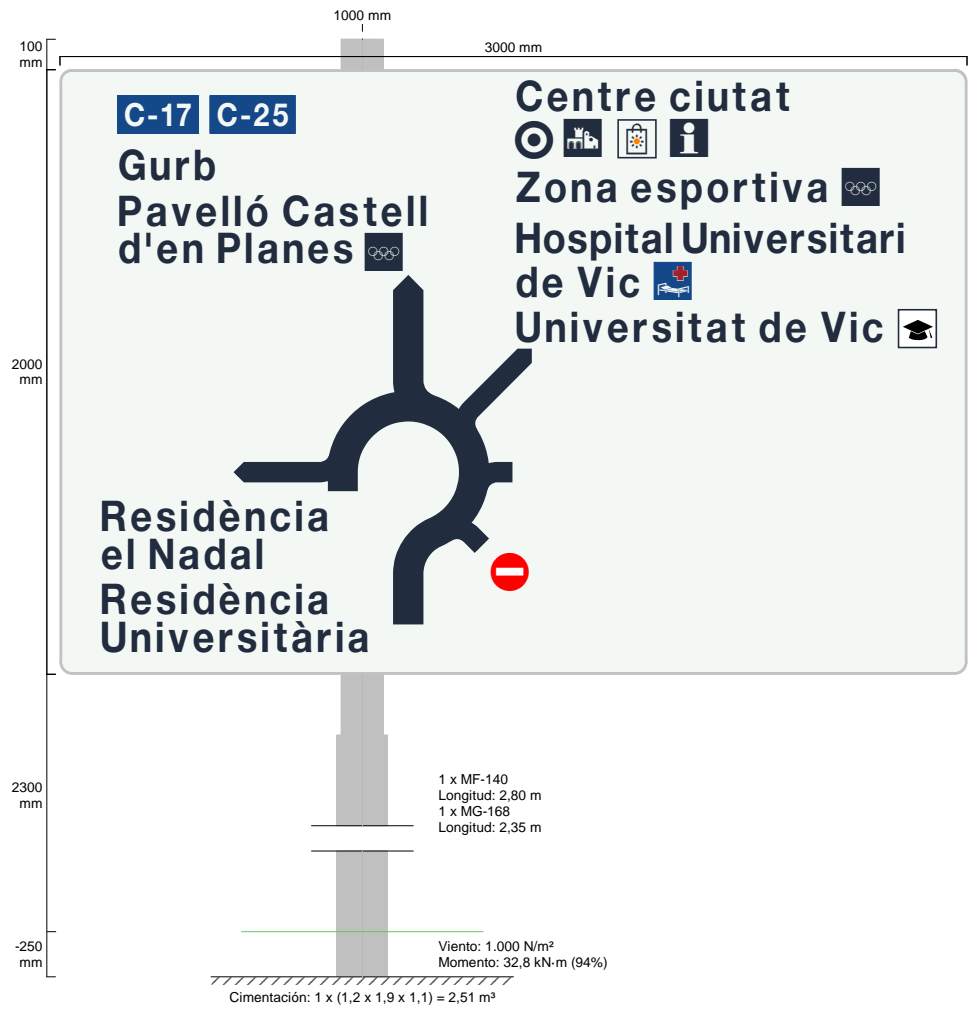 1000 mm
100
mm
3000 mm
C-17 C-25
Gurb
Pavelló Castell
d'en Planes
Centre ciutat
i
Zona esportiva
Hospital Universitari
de Vic
Universitat de Vic
2000
mm
Residència
el Nadal
Residència
Universitària
2300
mm
1 x MF-140
Longitud: 2,80 m
1 x MG-168
Longitud: 2,35 m
-250
mm
Viento: 1.000 N/m²
Momento: 32,8 kN·m (94%)
Cimentación: 1 x (1,2 x 1,9 x 1,1) = 2,51 m³